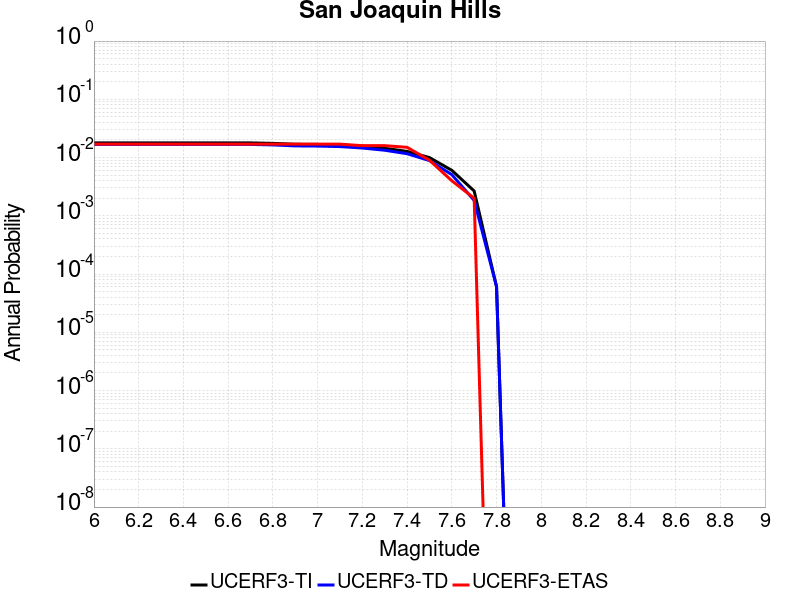 San Joaquin Hills
10^0
10^-1
10^-2
10^-3
10^-4
10^-5
10^-6
10^-7
10^-8
Annual Probability
6 6.2 6.4 6.6 6.8 7 7.2 7.4 7.6 7.8 8 8.2 8.4 8.6 8.8 9
Magnitude
UCERF3-TI UCERF3-TD UCERF3-ETAS